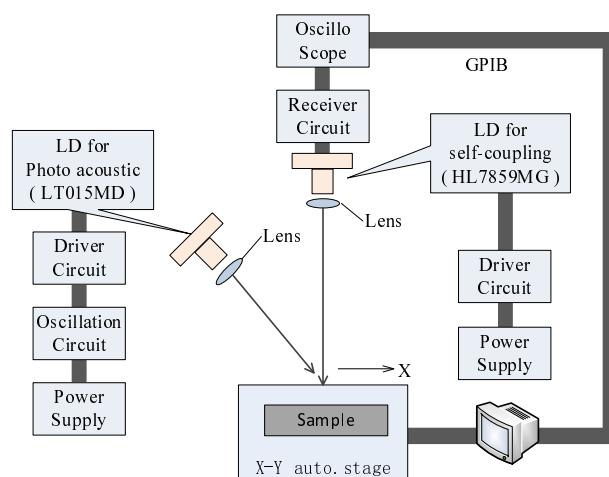 Oscillo
Scope
GPIB
Receiver
Circuit
LD for
Photo acoustic
( LT015MD )
LD for
self-coupling
( HL7859MG )
Lens
Lens
Driver
Circuit
Driver
Circuit
Oscillation
Circuit
Power
Supply
Power
Supply
X
Sample
X-Y auto.stage